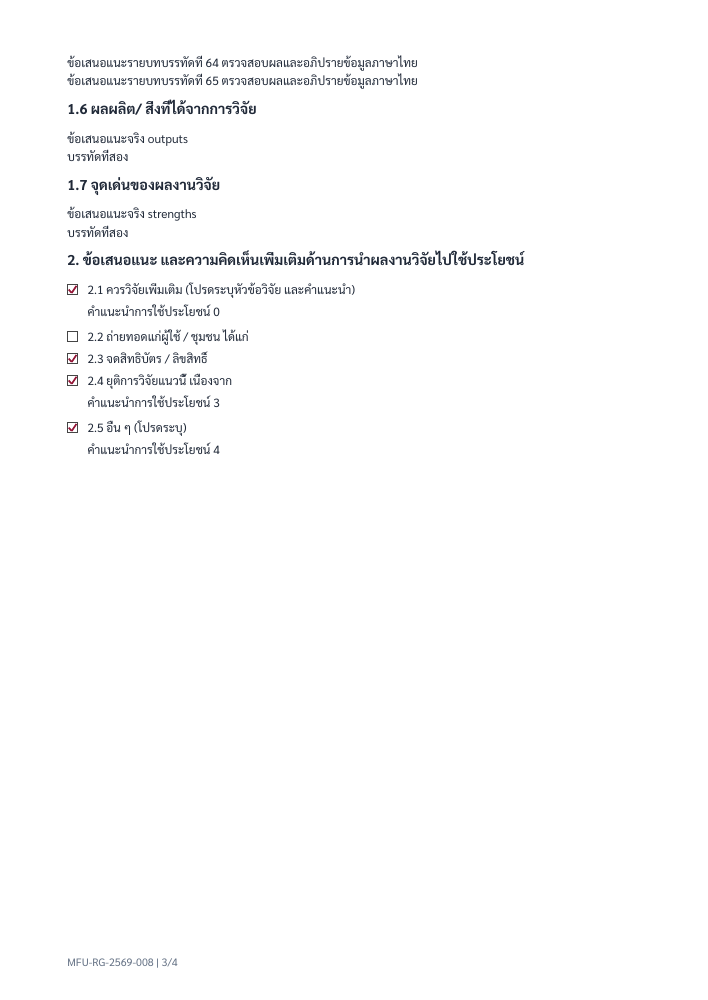 ข้อเสนอแนะรายบทบรรทัดที่ 64 ตรวจสอบผลและอภิปรายข้อมูลภาษาไทย
ข้อเสนอแนะรายบทบรรทัดที่ 65 ตรวจสอบผลและอภิปรายข้อมูลภาษาไทย
1.6 ผลผลิต/ สิ่งที่ได้จากการวิจัย
ข้อเสนอแนะจริง outputs
บรรทัดที่สอง
1.7 จุดเด่นของผลงานวิจัย
ข้อเสนอแนะจริง strengths
บรรทัดที่สอง
2. ข้อเสนอแนะ และความคิดเห็นเพิ่มเติมด้านการนำผลงานวิจัยไปใช้ประโยชน์
2.1 ควรวิจัยเพิ่มเติม (โปรดระบุหัวข้อวิจัย และคำแนะนำ)
คำแนะนำการใช้ประโยชน์ 0
2.2 ถ่ายทอดแก่ผู้ใช้ / ชุมชน ได้แก่
2.3 จดสิทธิบัตร / ลิขสิทธิ์
2.4 ยุติการวิจัยแนวนี้ เนื่องจาก
คำแนะนำการใช้ประโยชน์ 3
2.5 อื่น ๆ (โปรดระบุ)
คำแนะนำการใช้ประโยชน์ 4
MFU-RG-2569-008 | 3/4